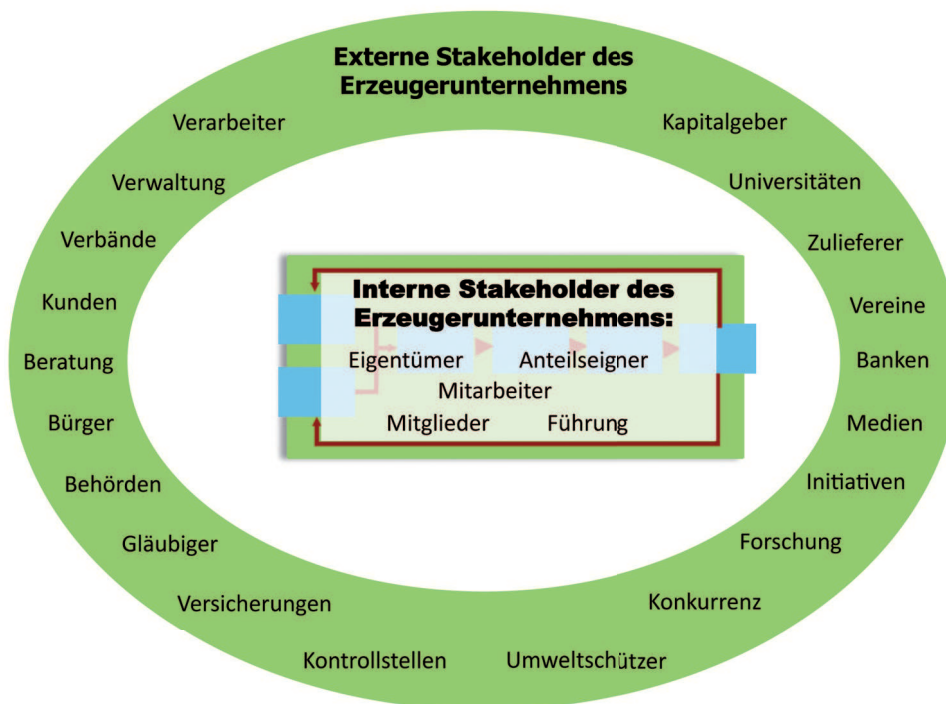 Externe Stakeholder des
Erzeugerunternehmens
Verarbeiter
Kapitalgeber
Verwaltung
Universitäten
Verbände
Zulieferer
Kunden
Vereine
Beratung
Banken
Bürger
Medien
Behörden
Initiativen
Gläubiger
Forschung
Versicherungen
Konkurrenz
Kontrollstellen
Umweltschützer
Interne Stakeholder des
Erzeugerunternehmens:
Eigentümer Anteilseigner
Mitarbeiter
Mitglieder Führung